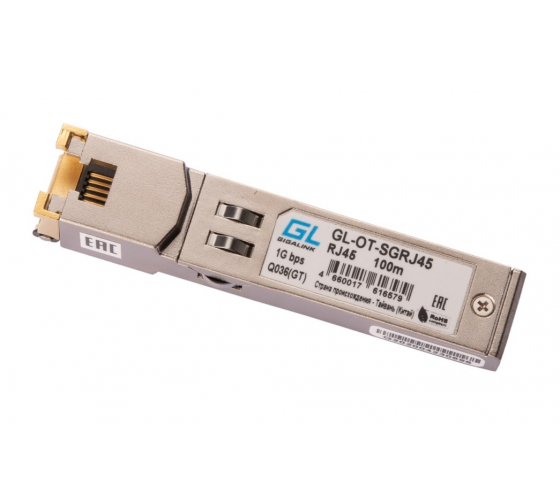 EAC
GL
GIGALINK
GL-OT-SGRJ45
RJ45 100m
1G bps
Q036(GT)
4 660017 616579
Страна происхождения - Тайвань (Китай)
EAC
RoHS